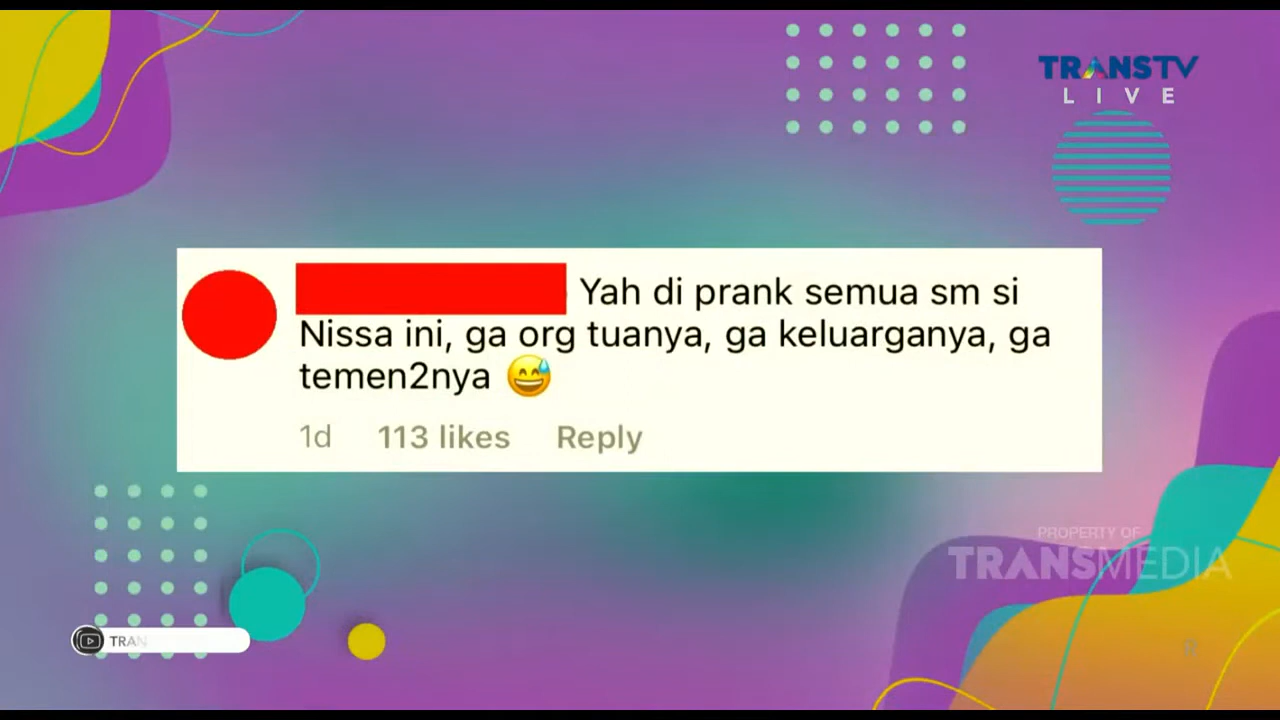 TRANSTV
LIVE
Yah di prank semua sm si
Nissa ini, ga org tuanya, ga keluarganya, ga
temen2nya 😅
1d 113 likes Reply
PROPERTY OF
TRANSMEDIA
TRAN